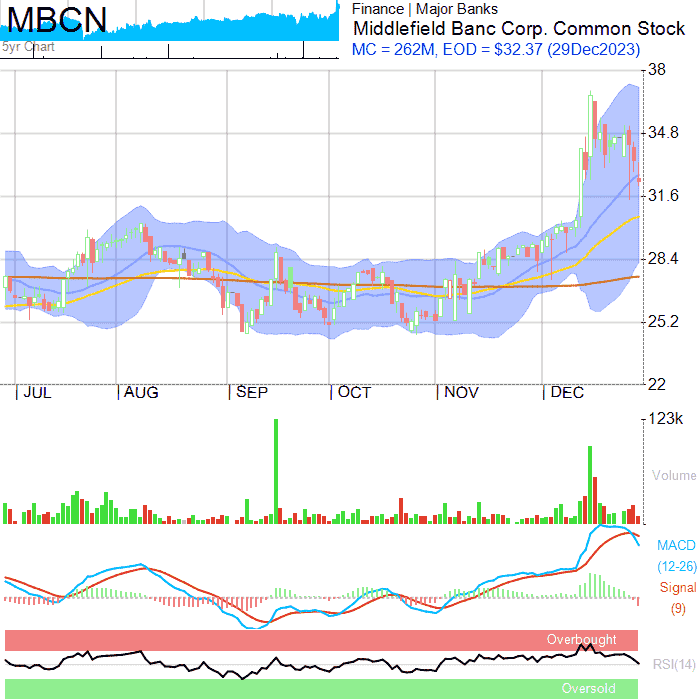 MBCN
5yr Chart
Finance | Major Banks
Middlefield Banc Corp. Common Stock
MC = 262M, EOD = $32.37 (29Dec2023)
38
34.8
31.6
28.4
25.2
22
| JUL | AUG | SEP | OCT | NOV | DEC
123k
Volume
MACD
(12-26)
Signal
(9)
Overbought
RSI(14)
Oversold